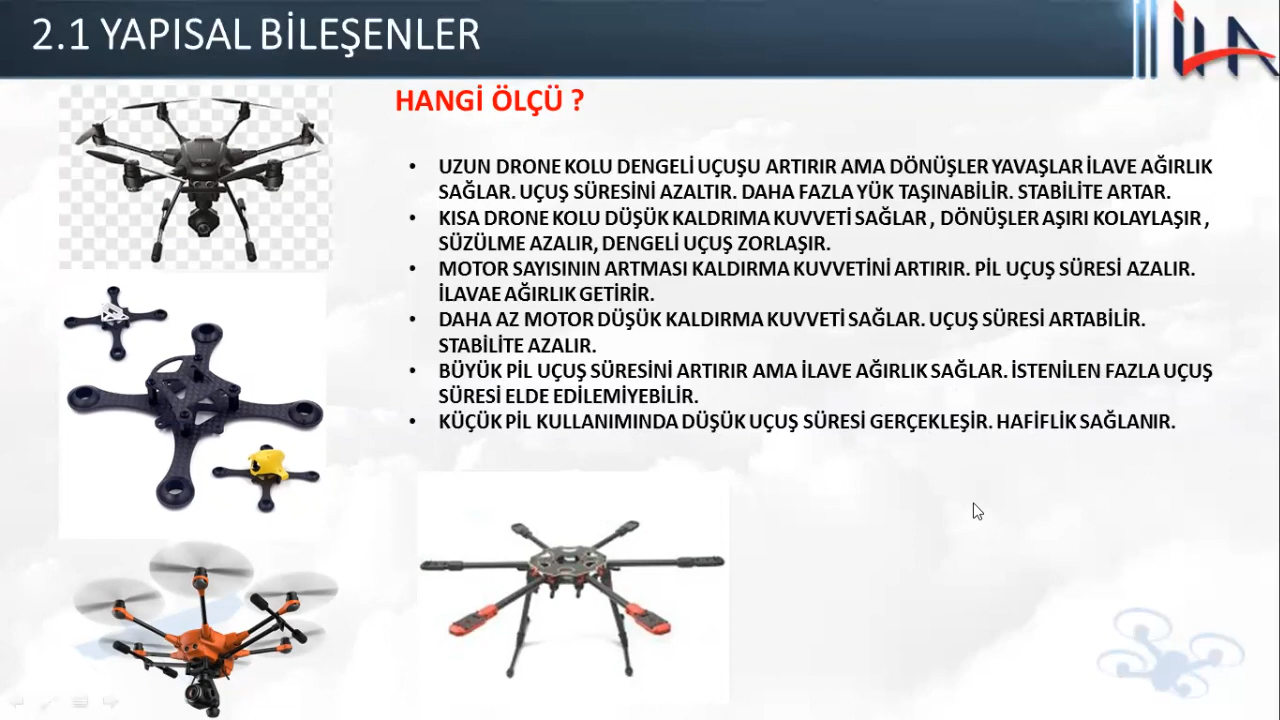 2.1 YAPISAL BİLEŞENLER
İHA
HANGİ ÖLÇÜ ?
• UZUN DRONE KOLU DENGELİ UÇUŞU ARTIRIR AMA DÖNÜŞLER YAVAŞLAR İLAVE AĞIRLIK
SAĞLAR. UÇUŞ SÜRESİNİ AZALTIR. DAHA FAZLA YÜK TAŞINABİLİR. STABİLİTE ARTAR.
• KISA DRONE KOLU DÜŞÜK KALDRIMA KUVVETİ SAĞLAR , DÖNÜŞLER AŞIRI KOLAYLAŞIR ,
SÜZÜLME AZALIR, DENGELİ UÇUŞ ZORLAŞIR.
• MOTOR SAYISININ ARTMASI KALDIRMA KUVVETİNİ ARTIRIR. PİL UÇUŞ SÜRESİ AZALIR.
İLAVAE AĞIRLIK GETİRİR.
• DAHA AZ MOTOR DÜŞÜK KALDIRMA KUVVETİ SAĞLAR. UÇUŞ SÜRESİ ARTABİLİR.
STABİLİTE AZALIR.
• BÜYÜK PİL UÇUŞ SÜRESİNİ ARTIRIR AMA İLAVE AĞIRLIK SAĞLAR. İSTENİLEN FAZLA UÇUŞ
SÜRESİ ELDE EDİLEMİYEBİLİR.
• KÜÇÜK PİL KULLANIMINDA DÜŞÜK UÇUŞ SÜRESİ GERÇEKLEŞİR. HAFİFLİK SAĞLANIR.